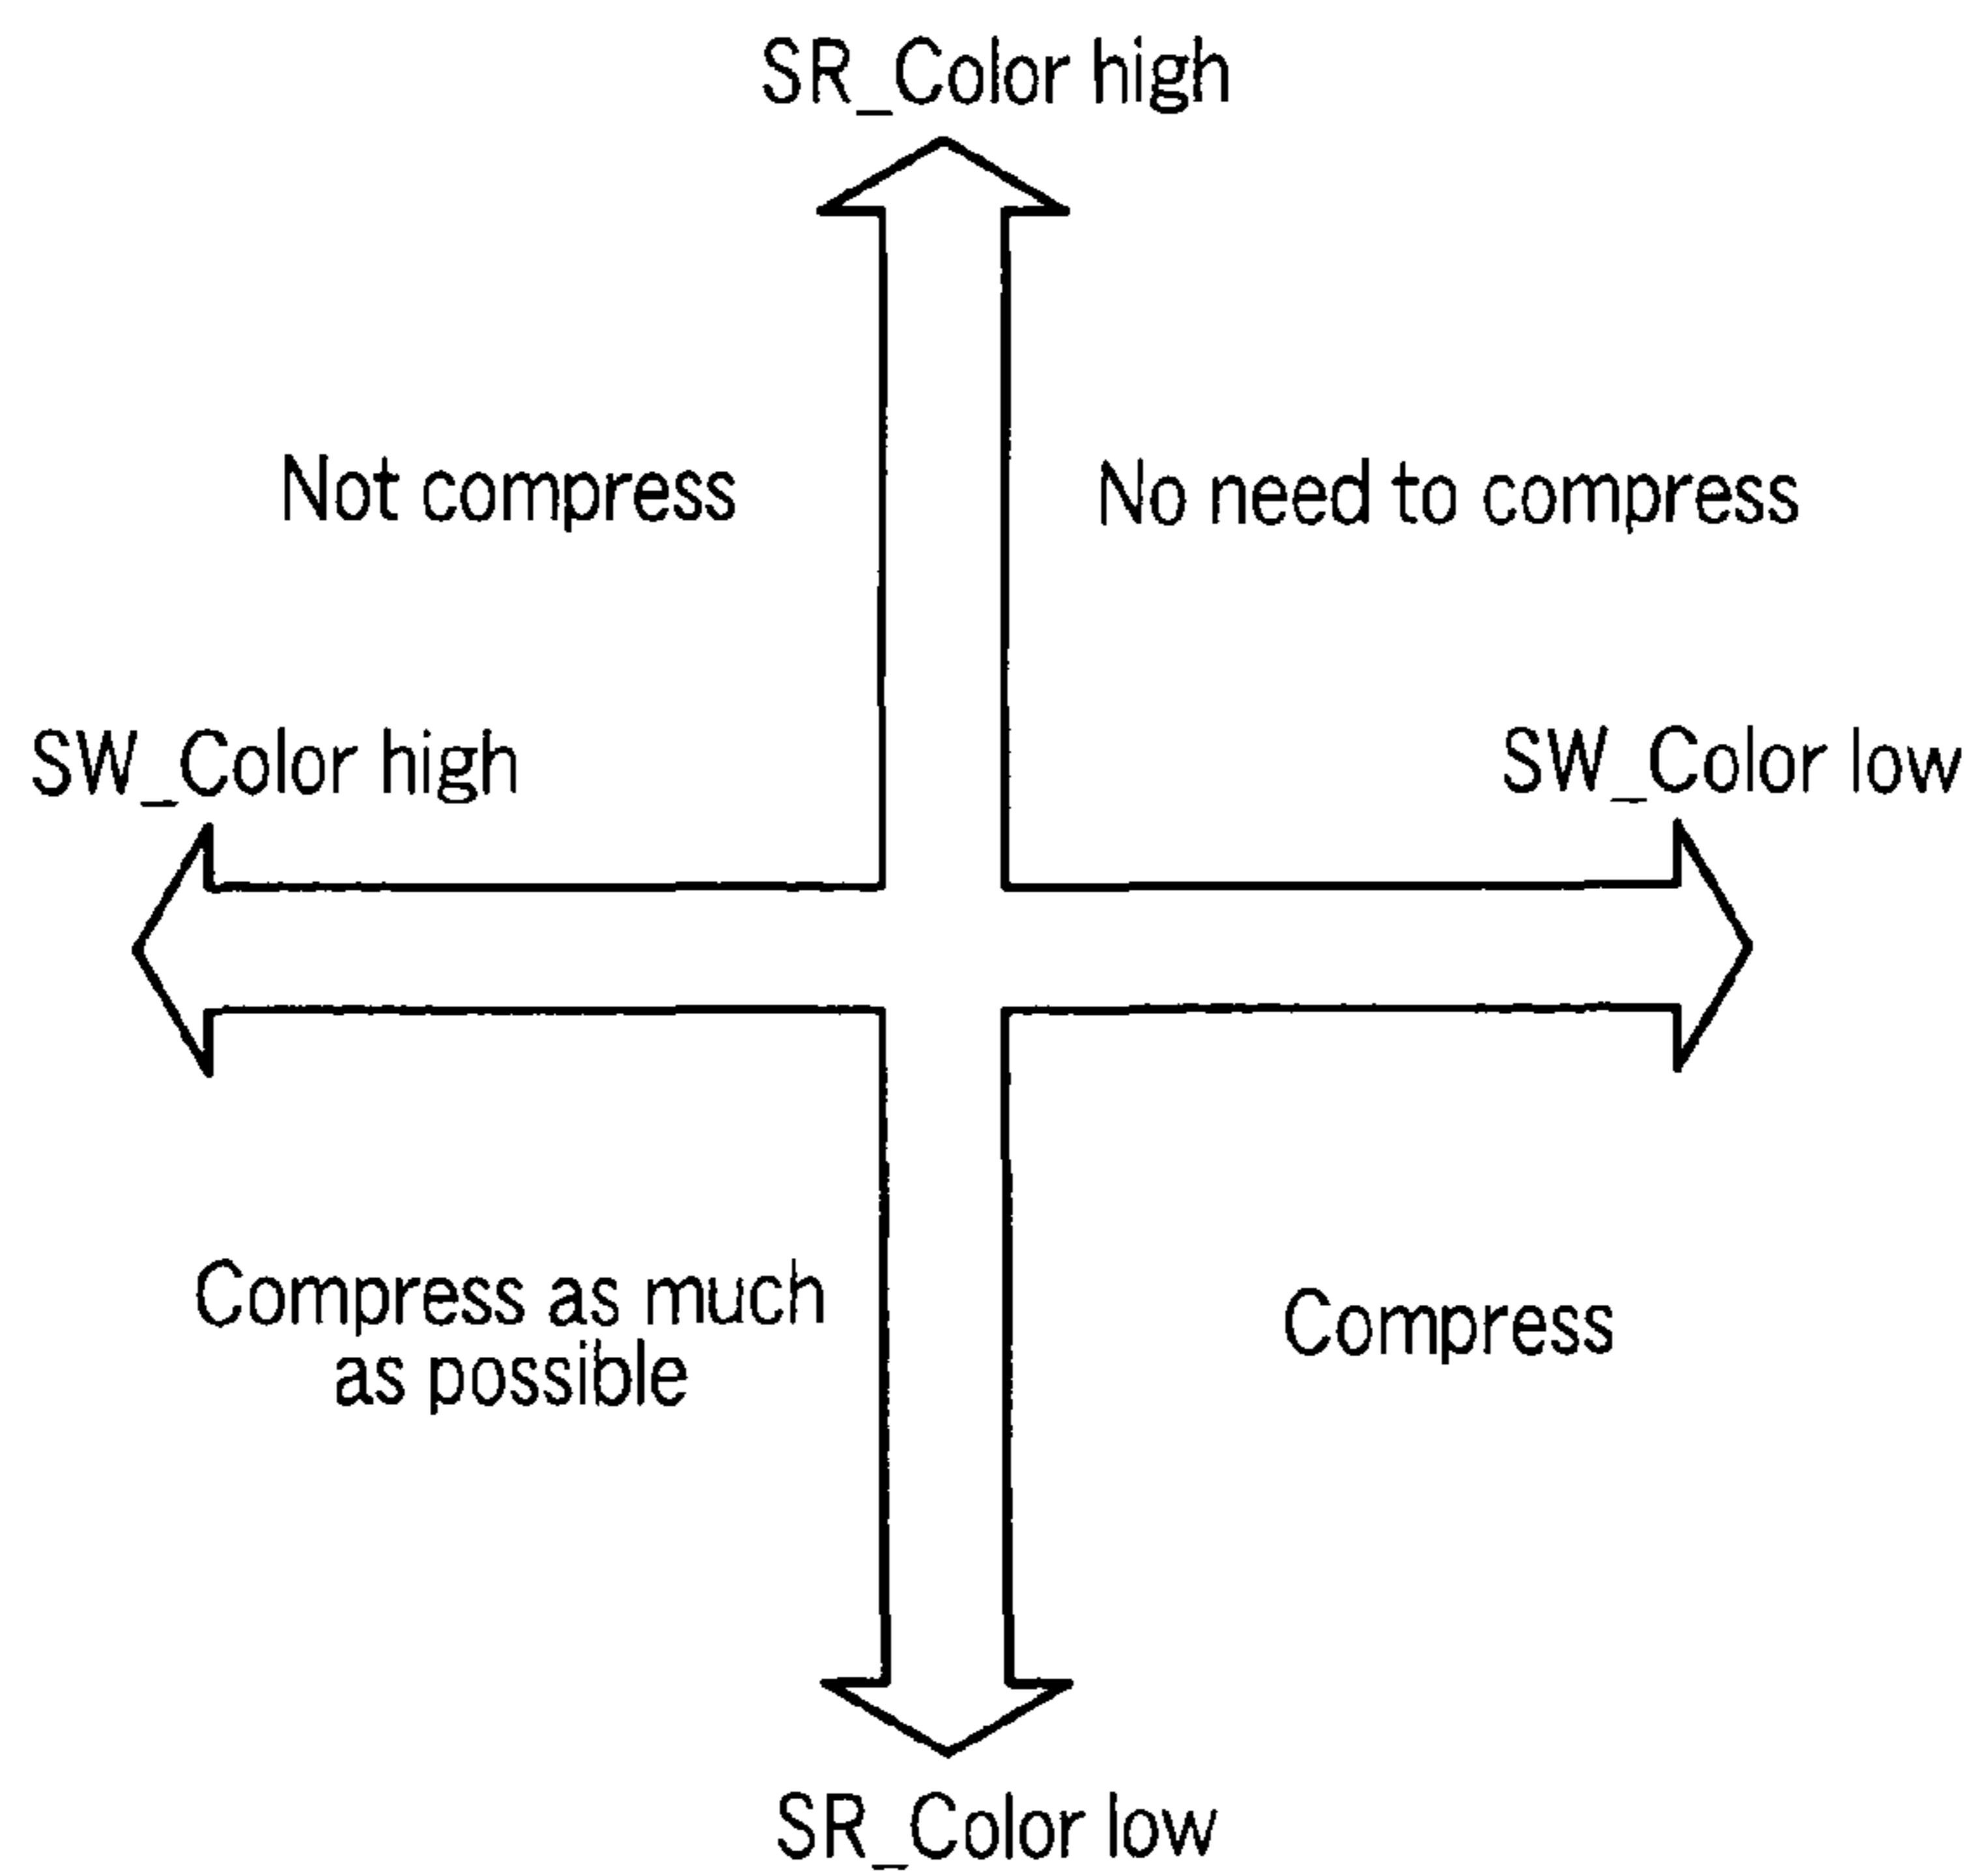 SR_Color high
Not compress
No need to compress
SW_Color high
SW_Color low
Compress as much
as possible
Compress
SR_Color low